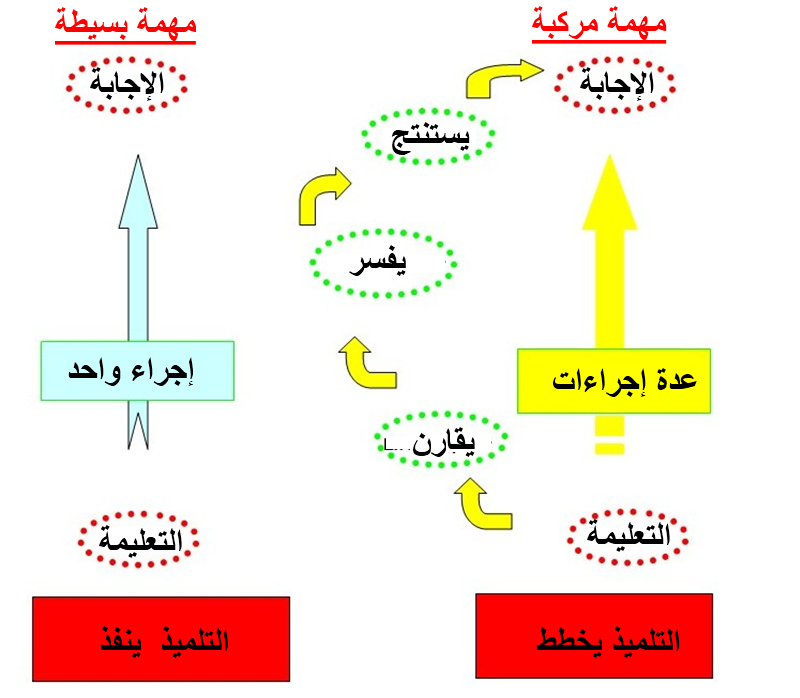 مهمة مركبة
مهمة بسيطة
الإجابة
الإجابة
يستنتج
يفسر
عدة إجراءات
إجراء واحد
يقارن...
التعليمة
التعليمة
التلميذ يخطط
التلميذ ينفذ